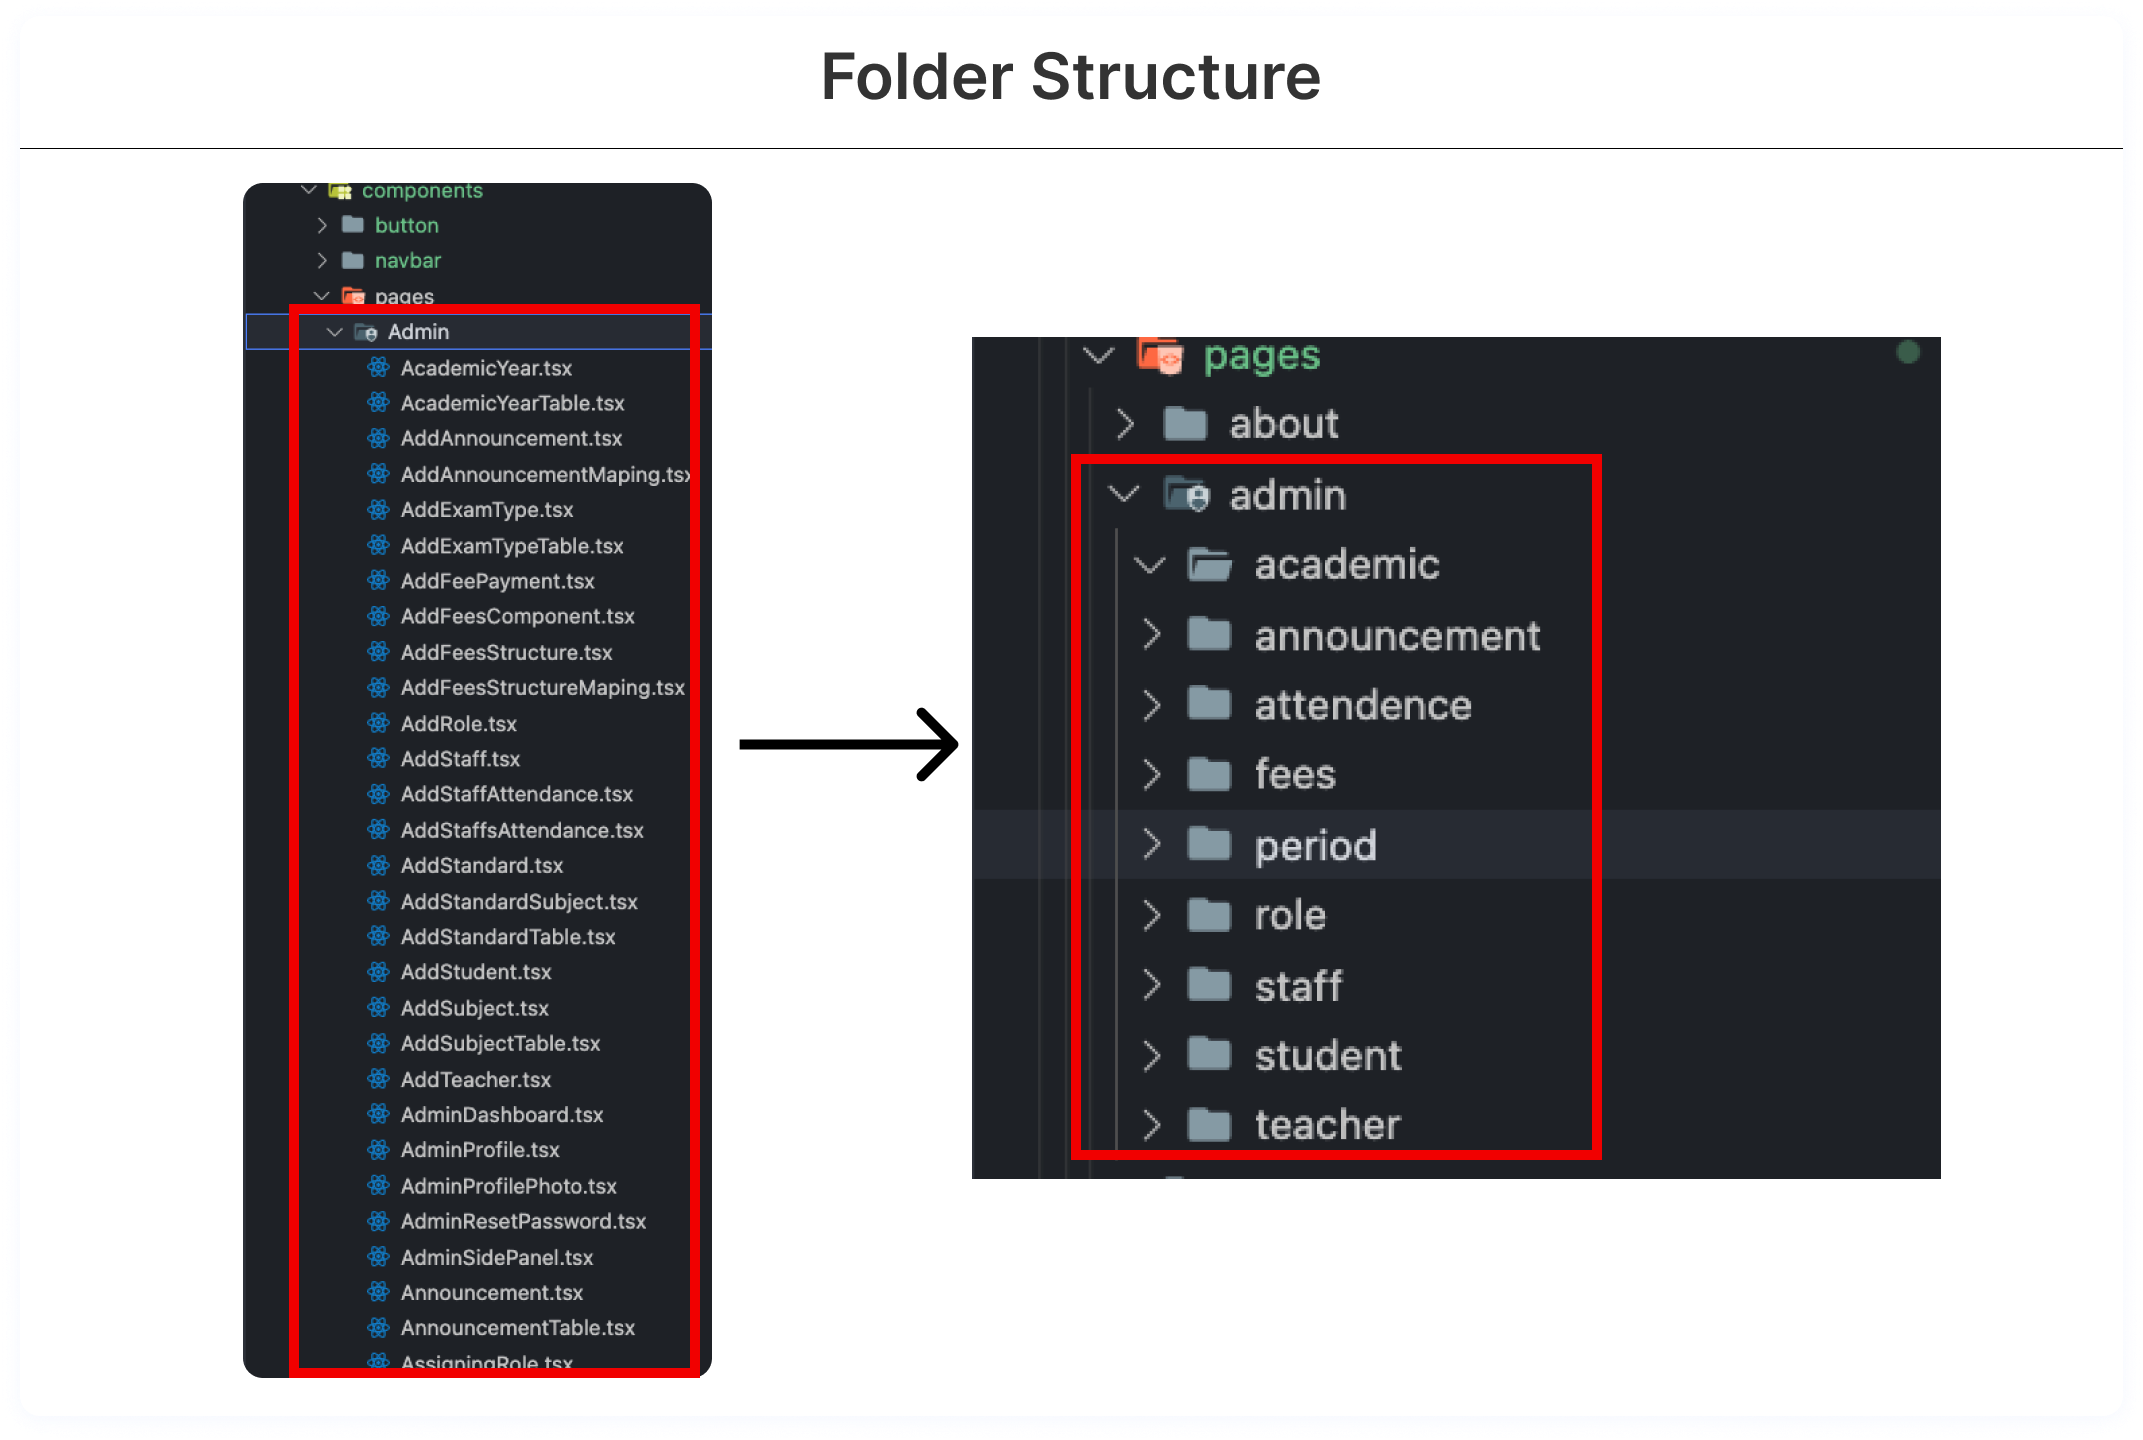 Folder Structure
components
button
navbar
pages
Admin
AcademicYear.tsx
AcademicYearTable.tsx
AddAnnouncement.tsx
AddAnnouncementMaping.tsx
AddExamType.tsx
AddExamTypeTable.tsx
AddFeePayment.tsx
AddFeesComponent.tsx
AddFeesStructure.tsx
AddFeesStructureMaping.tsx
AddRole.tsx
AddStaff.tsx
AddStaffAttendance.tsx
AddStaffsAttendance.tsx
AddStandard.tsx
AddStandardSubject.tsx
AddStandardTable.tsx
AddStudent.tsx
AddSubject.tsx
AddSubjectTable.tsx
AddTeacher.tsx
AdminDashboard.tsx
AdminProfile.tsx
AdminProfilePhoto.tsx
AdminResetPassword.tsx
AdminSidePanel.tsx
Announcement.tsx
AnnouncementTable.tsx
AssigningRole.tsx
pages
about
admin
academic
announcement
attendence
fees
period
role
staff
student
teacher